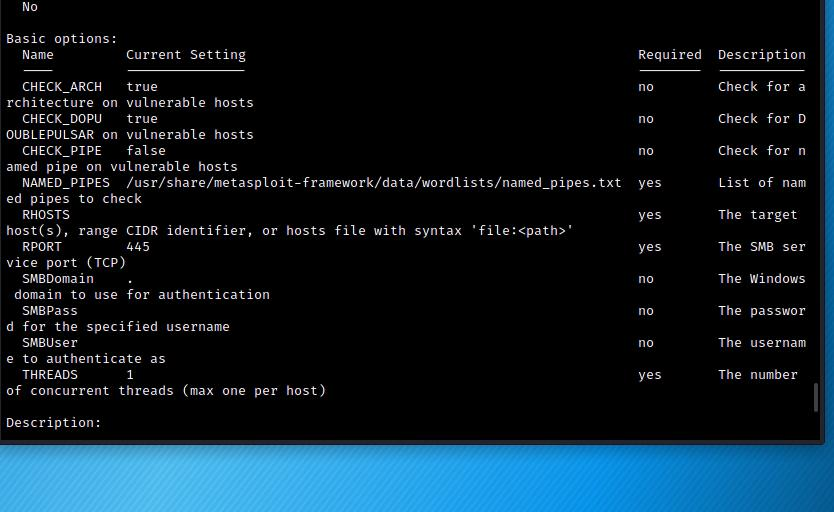 No
Basic options:
Name Current Setting Required Description
CHECK_ARCH true no Check for a
rchitecture on vulnerable hosts
CHECK_DOPU true no Check for D
OUBLEPULSAR on vulnerable hosts
CHECK_PIPE false no Check for n
amed pipe on vulnerable hosts
NAMED_PIPES /usr/share/metasploit-framework/data/wordlists/named_pipes.txt yes List of nam
ed pipes to check
RHOSTS yes The target
host(s), range CIDR identifier, or hosts file with syntax 'file:<path>'
RPORT 445 yes The SMB ser
vice port (TCP)
SMBDomain . no The Windows
domain to use for authentication
SMBPass no The passwor
d for the specified username
SMBUser no The usernam
e to authenticate as
THREADS 1 yes The number
of concurrent threads (max one per host)
Description: